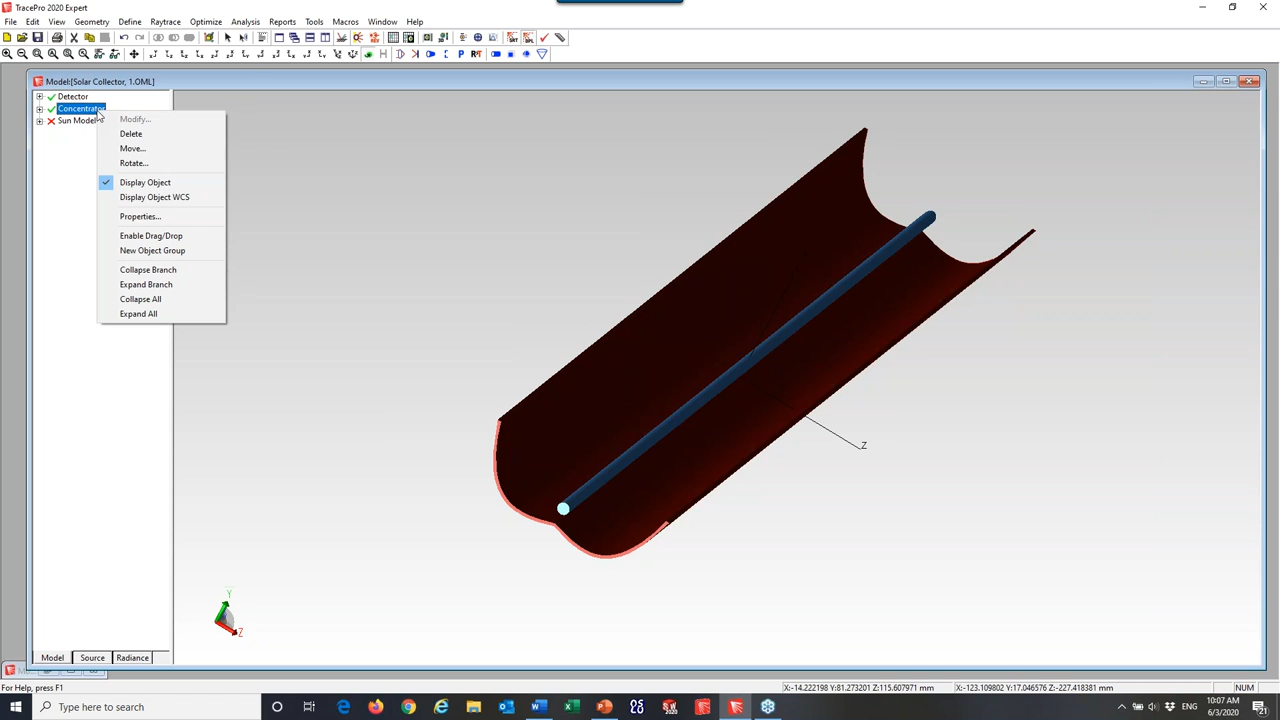 TracePro 2020 Expert
File Edit View Geometry Define Raytrace Optimize Analysis Reports Tools Macros Window Help
Model:[Solar Collector, 1.OML]
Detector
Concentrator
Sun Model
Modify...
Delete
Move...
Rotate...
Display Object
Display Object WCS
Properties...
Enable Drag/Drop
New Object Group
Collapse Branch
Expand Branch
Collapse All
Expand All
Z
Y
Z
Model Source Radiance
For Help, press F1
X:-14.222198 Y:81.273201 Z:115.607971 mm
X:-123.109802 Y:17.046576 Z:-227.418381 mm
NUM
Type here to search
ENG
10:07 AM
6/3/2020